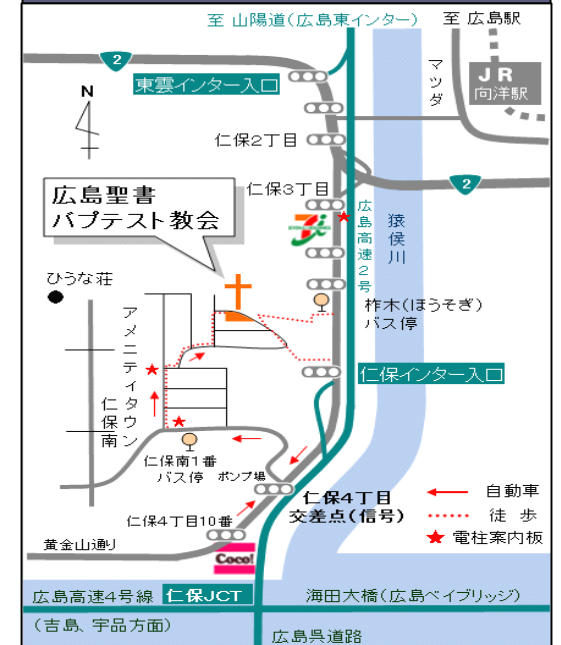 至 山陽道(広島東インター)
至 広島駅
2
東雲インター入口
マツダ
JR
向洋駅
N
仁保2丁目
仁保3丁目
2
広島聖書
バプテスト教会
広島高速2号
猿侯川
ひうな荘
柞木(ほうそぎ)
バス停
アメニティタウン
仁保南
仁保インター入口
仁保南1番
バス停
ポンプ場
仁保4丁目
交差点(信号)
自動車
徒歩
電柱案内板
仁保4丁目10番
黄金山通り
Coco!
広島高速4号線
仁保JCT
海田大橋(広島ベイブリッジ)
(吉島、宇品方面)
広島呉道路